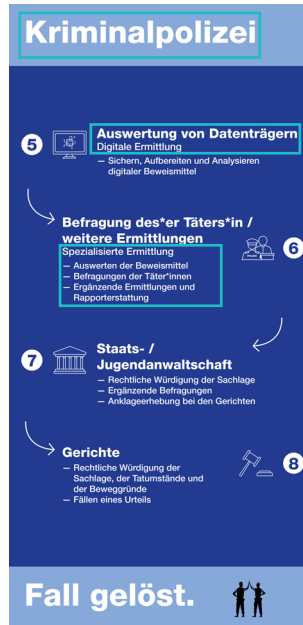 Kriminalpolizei
5
Auswertung von Datenträgern
Digitale Ermittlung
– Sichern, Aufbereiten und Analysieren
digitaler Beweismittel
Befragung des*er Täters*in /
weitere Ermittlungen
6
Spezialisierte Ermittlung
– Auswerten der Beweismittel
– Befragungen der Täter*innen
– Ergänzende Ermittlungen und
Rapporterstattung
7
Staats- /
Jugendanwaltschaft
– Rechtliche Würdigung der Sachlage
– Ergänzende Befragungen
– Anklageerhebung bei den Gerichten
Gerichte
8
– Rechtliche Würdigung der
Sachlage, der Tatumstände und
der Beweggründe
– Fällen eines Urteils
Fall gelöst.